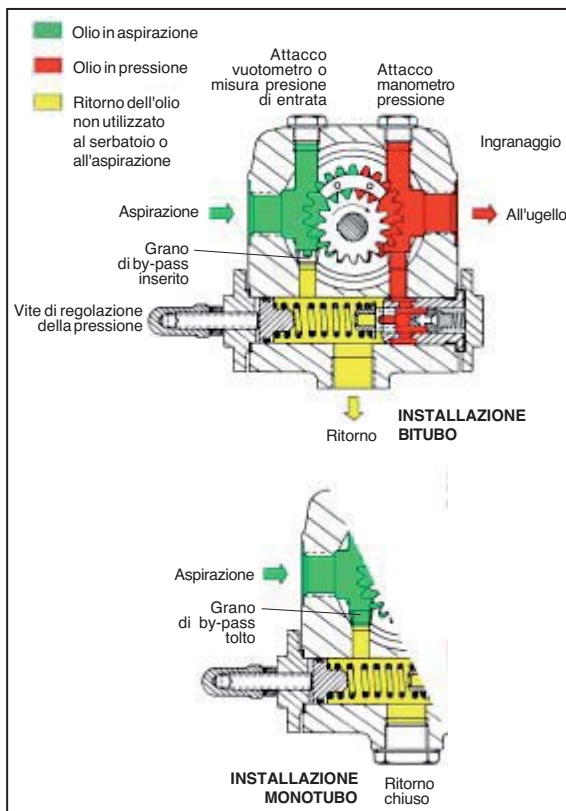 Olio in aspirazione
Olio in pressione
Ritorno dell'olio
non utilizzato
al serbatoio o
all'aspirazione
Attacco
vuotometro o
misura presione
di entrata
Attacco
manometro
pressione
Ingranaggio
Aspirazione
All'ugello
Grano
di by-pass
inserito
Vite di regolazione
della pressione
Ritorno
INSTALLAZIONE
BITUBO
Aspirazione
Grano
di by-pass
tolto
INSTALLAZIONE
MONOTUBO
Ritorno
chiuso